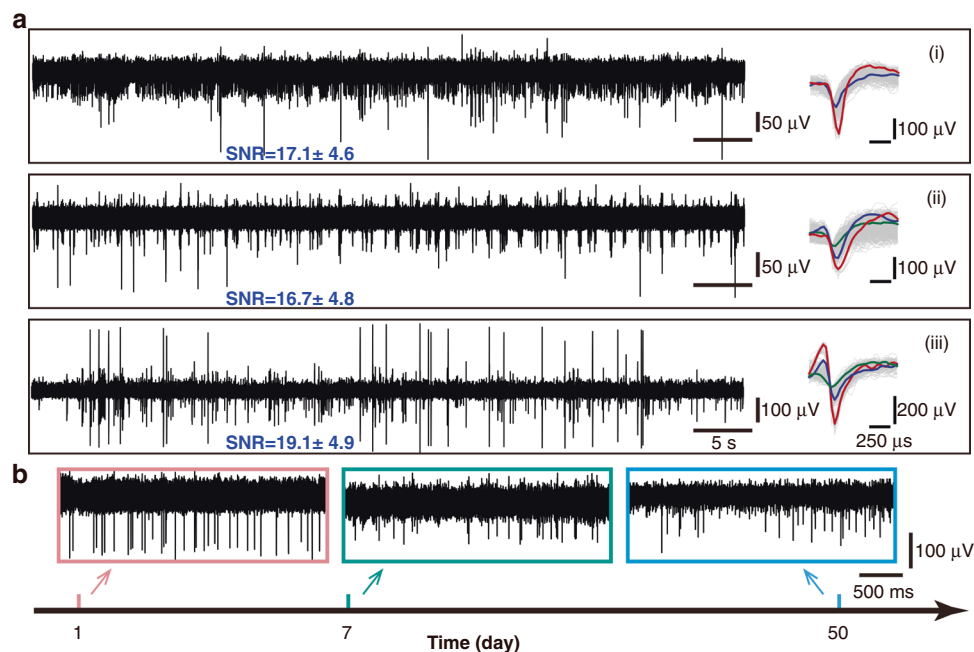 a
(i)
50 μV
100 μV
SNR=17.1± 4.6
(ii)
50 μV
100 μV
SNR=16.7± 4.8
(iii)
100 μV
200 μV
SNR=19.1± 4.9
5 s
250 μs
b
100 μV
500 ms
1
7
50
Time (day)